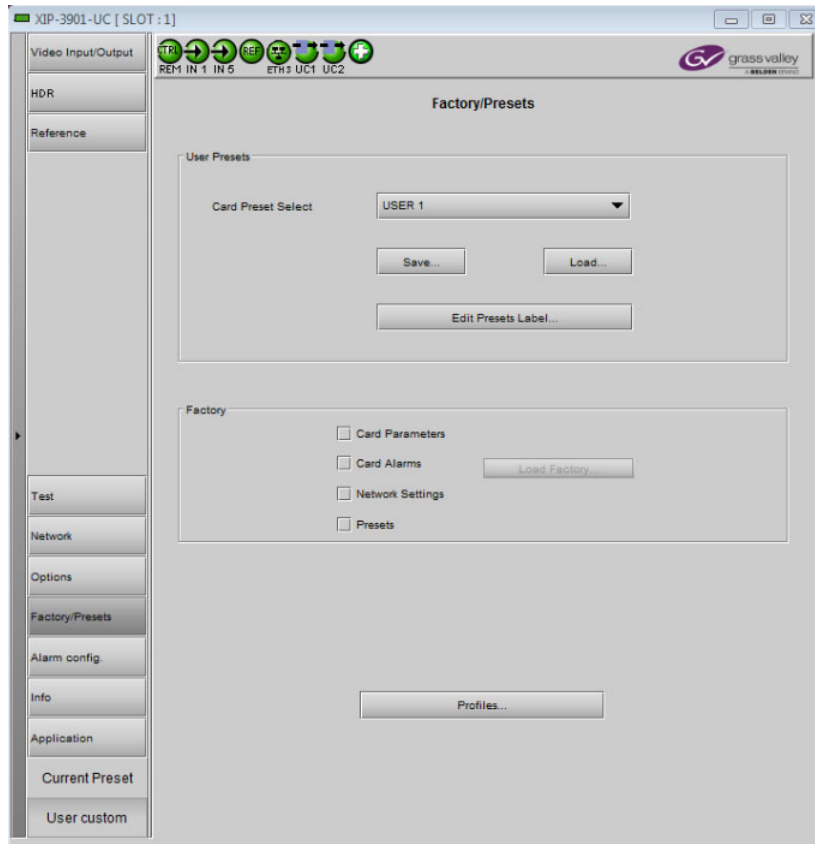 XIP-3901-UC [ SLOT : 1]
Video Input/Output
HDR
Reference
CTRL REF
REM IN 1 IN 5 ETH3 UC1 UC2
GV grass valley
A BELDEN BRAND
Factory/Presets
User Presets
Card Preset Select USER 1
Save... Load...
Edit Presets Label...
Factory
Card Parameters
Card Alarms
Load Factory...
Network Settings
Presets
Test
Network
Options
Factory/Presets
Alarm config.
Info
Application
Profiles...
Current Preset
User custom